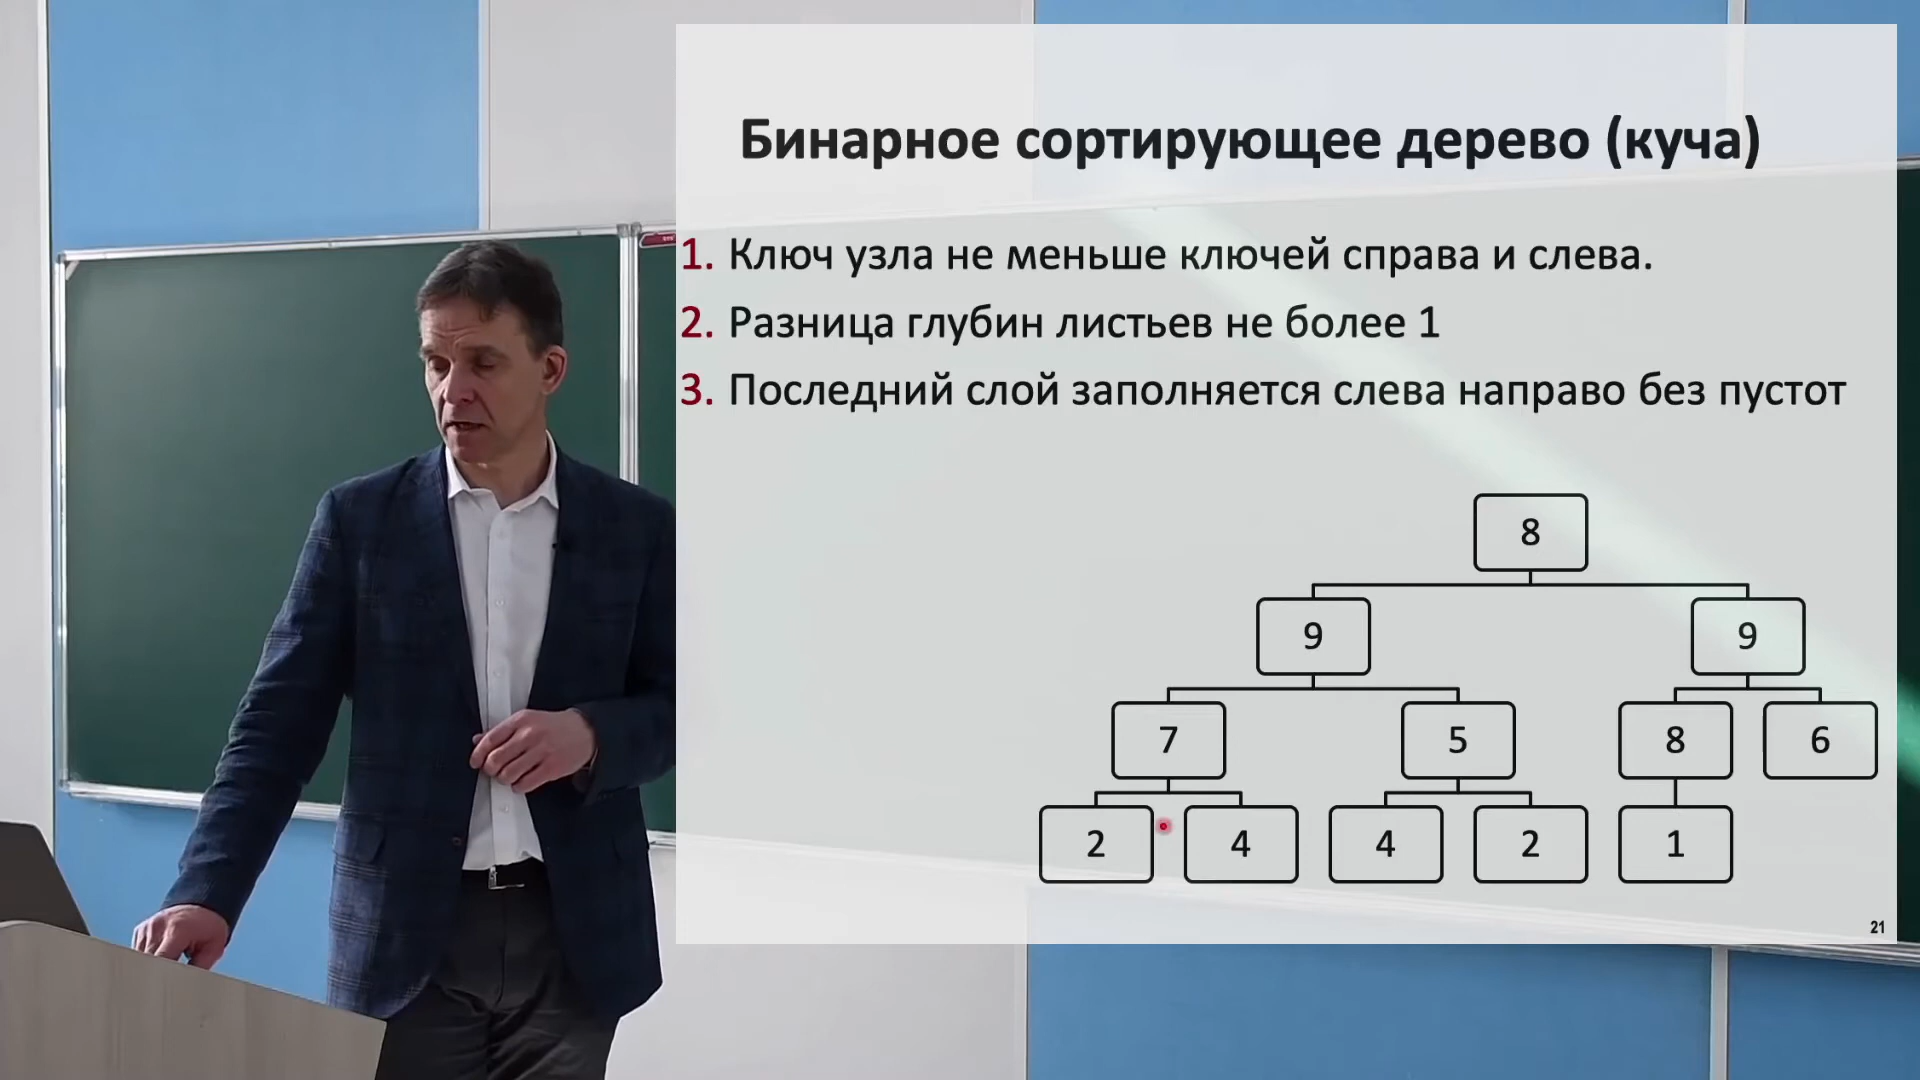 Бинарное сортирующее дерево (куча)
1. Ключ узла не меньше ключей справа и слева.
2. Разница глубин листьев не более 1
3. Последний слой заполняется слева направо без пустот
8
9 9
7 5 8 6
2 4 4 2 1
21